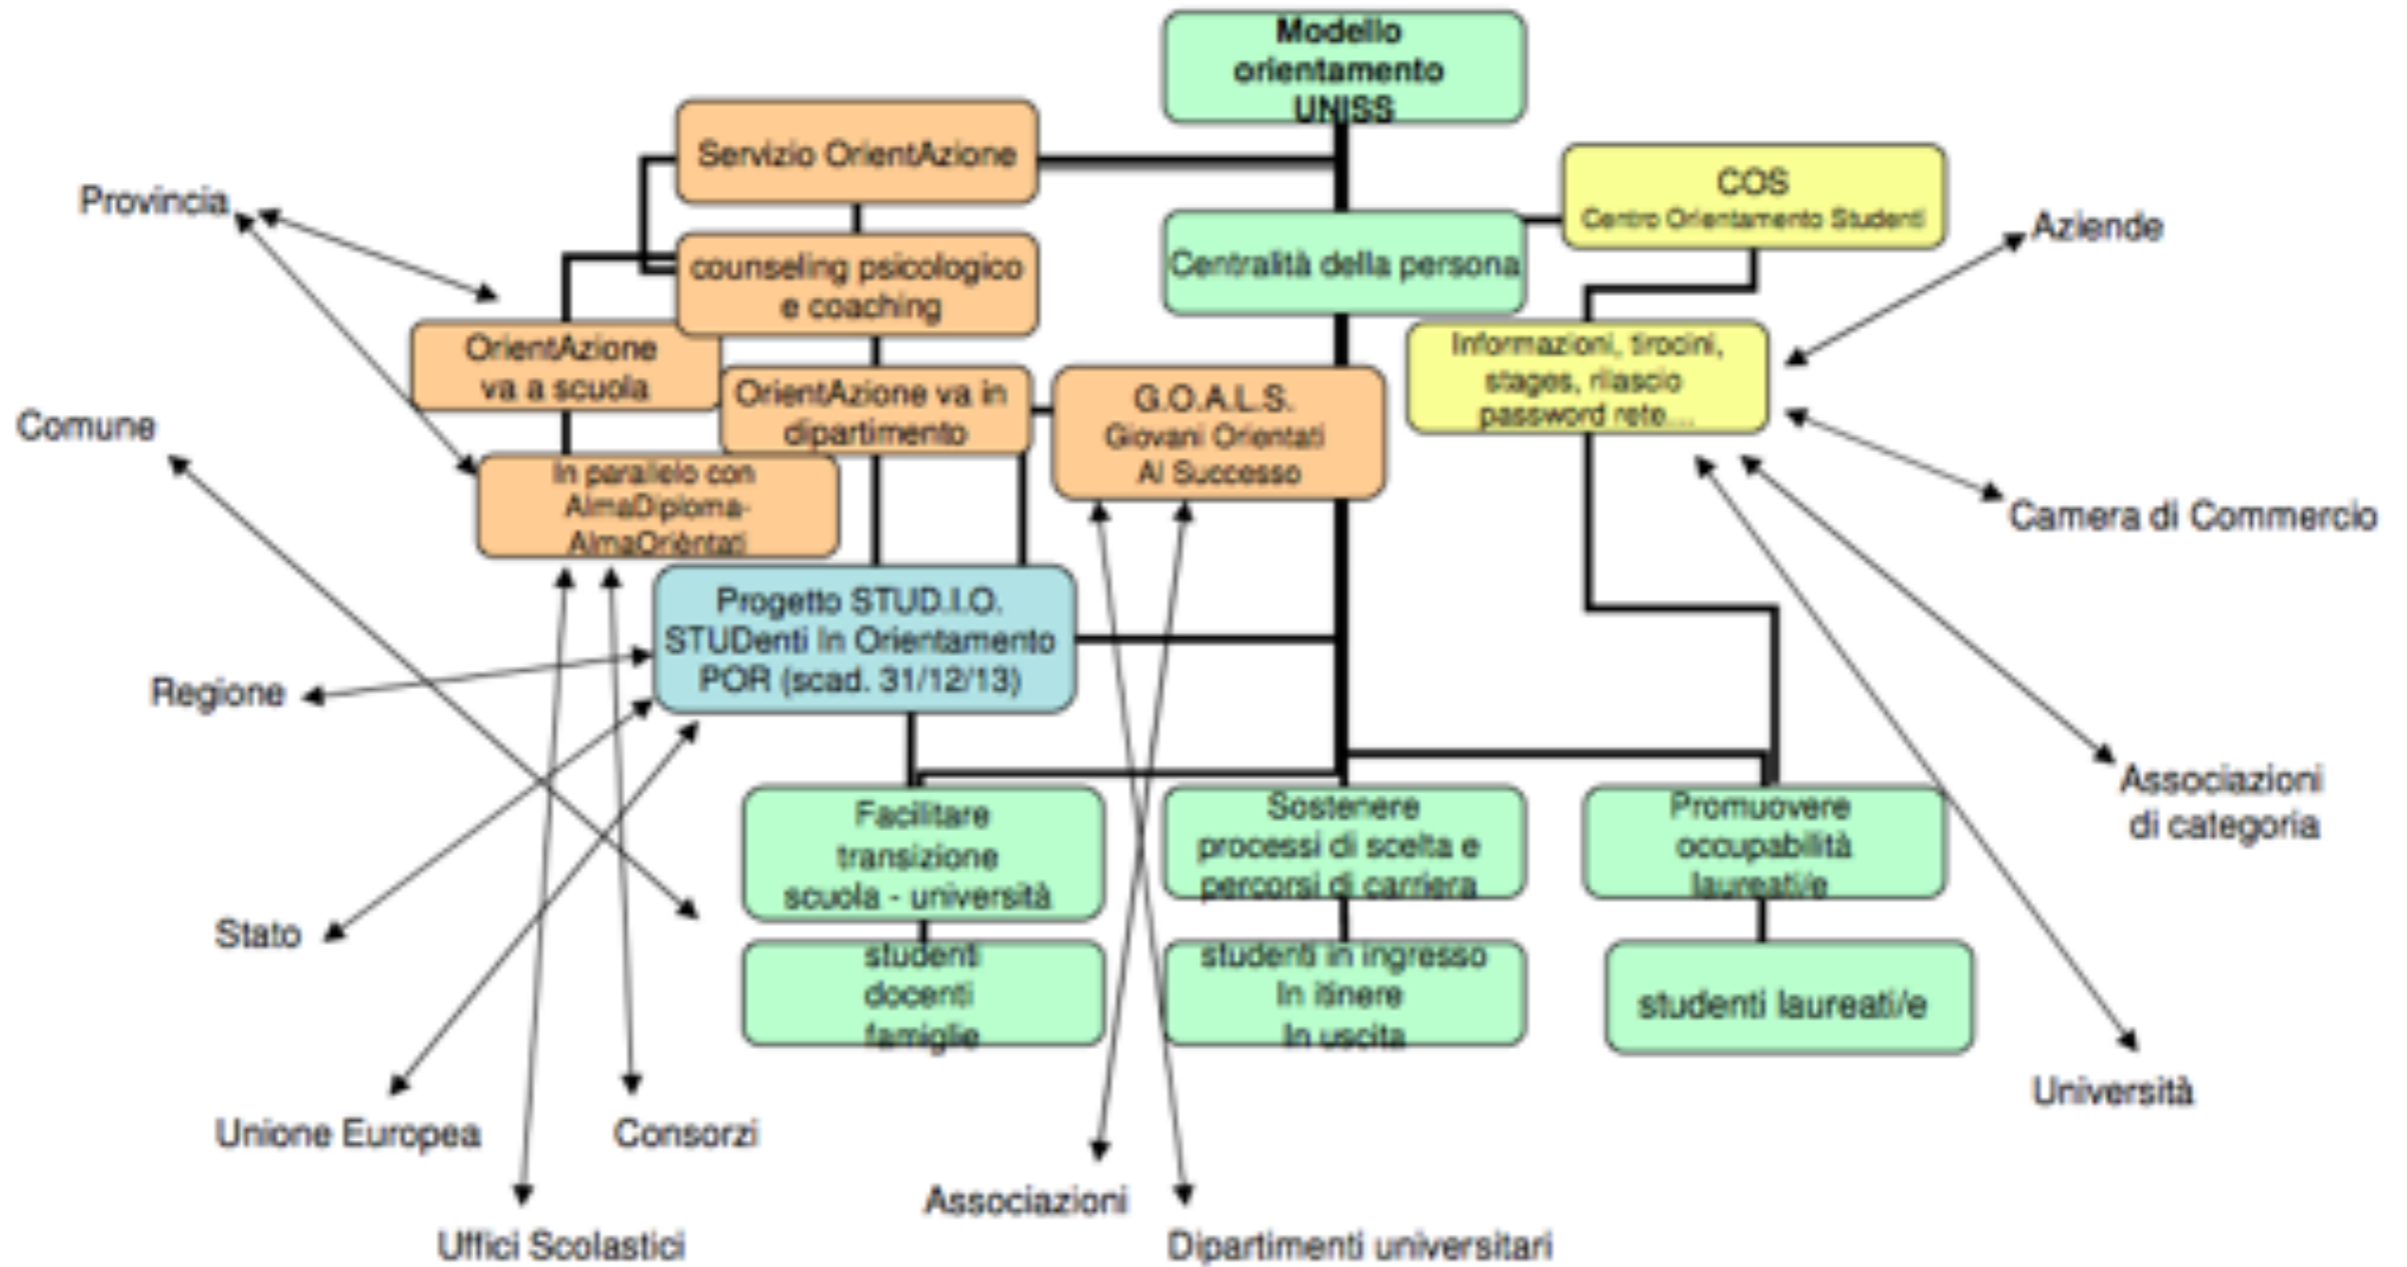 Modello
orientamento
UNISS
Servizio OrientAzione
COS
Centro Orientamento Studenti
Provincia
Aziende
counseling psicologico
e coaching
Centralità della persona
OrientAzione
va a scuola
Informazioni, tirocini,
stages, rilascio
password rete...
OrientAzione va in
dipartimento
G.O.A.L.S.
Giovani Orientati
Al Successo
Comune
In parallelo con
AlmaDiploma-
AlmaOrièntati
Camera di Commercio
Progetto STUD.I.O.
STUDenti In Orientamento
POR (scad. 31/12/13)
Regione
Facilitare
transizione
scuola - università
Sostenere
processi di scelta e
percorsi di carriera
Promuovere
occupabilità
laureati/e
Associazioni
di categoria
Stato
studenti
docenti
famiglie
studenti in ingresso
In itinere
In uscita
studenti laureati/e
Università
Unione Europea
Consorzi
Associazioni
Uffici Scolastici
Dipartimenti universitari